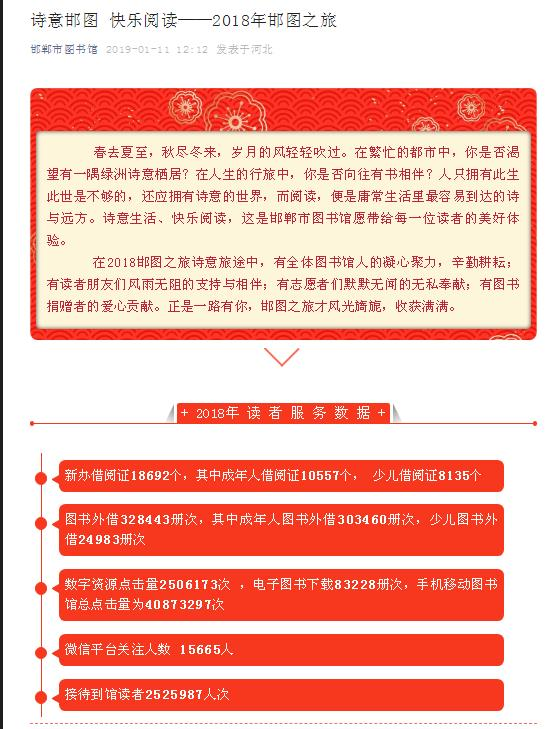 诗意邯图 快乐阅读——2018年邯图之旅
邯郸市图书馆 2019-01-11 12:12 发表于河北
春去夏至，秋尽冬来，岁月的风轻轻吹过。在繁忙的都市中，你是否渴
望有一隅绿洲诗意栖居？在人生的行旅中，你是否向往有书相伴？人只拥有此生
此世是不够的，还应拥有诗意的世界，而阅读，便是庸常生活里最容易到达的诗
与远方。诗意生活、快乐阅读，这是邯郸市图书馆愿带给每一位读者的美好体
验。
在2018邯图之旅诗意旅途中，有全体图书馆人的凝心聚力，辛勤耕耘；
有读者朋友们风雨无阻的支持与相伴；有志愿者们默默无闻的无私奉献；有图书
捐赠者的爱心贡献。正是一路有你，邯图之旅才风光旖旎，收获满满。
+ 2018年 读 者 服 务 数 据 +
新办借阅证18692个，其中成年人借阅证10557个， 少儿借阅证8135个
图书外借328443册次，其中成年人图书外借303460册次，少儿图书外
借24983册次
数字资源点击量2506173次 ，电子图书下载83228册次，手机移动图书
馆总点击量为40873297次
微信平台关注人数 15665人
接待到馆读者2525987人次